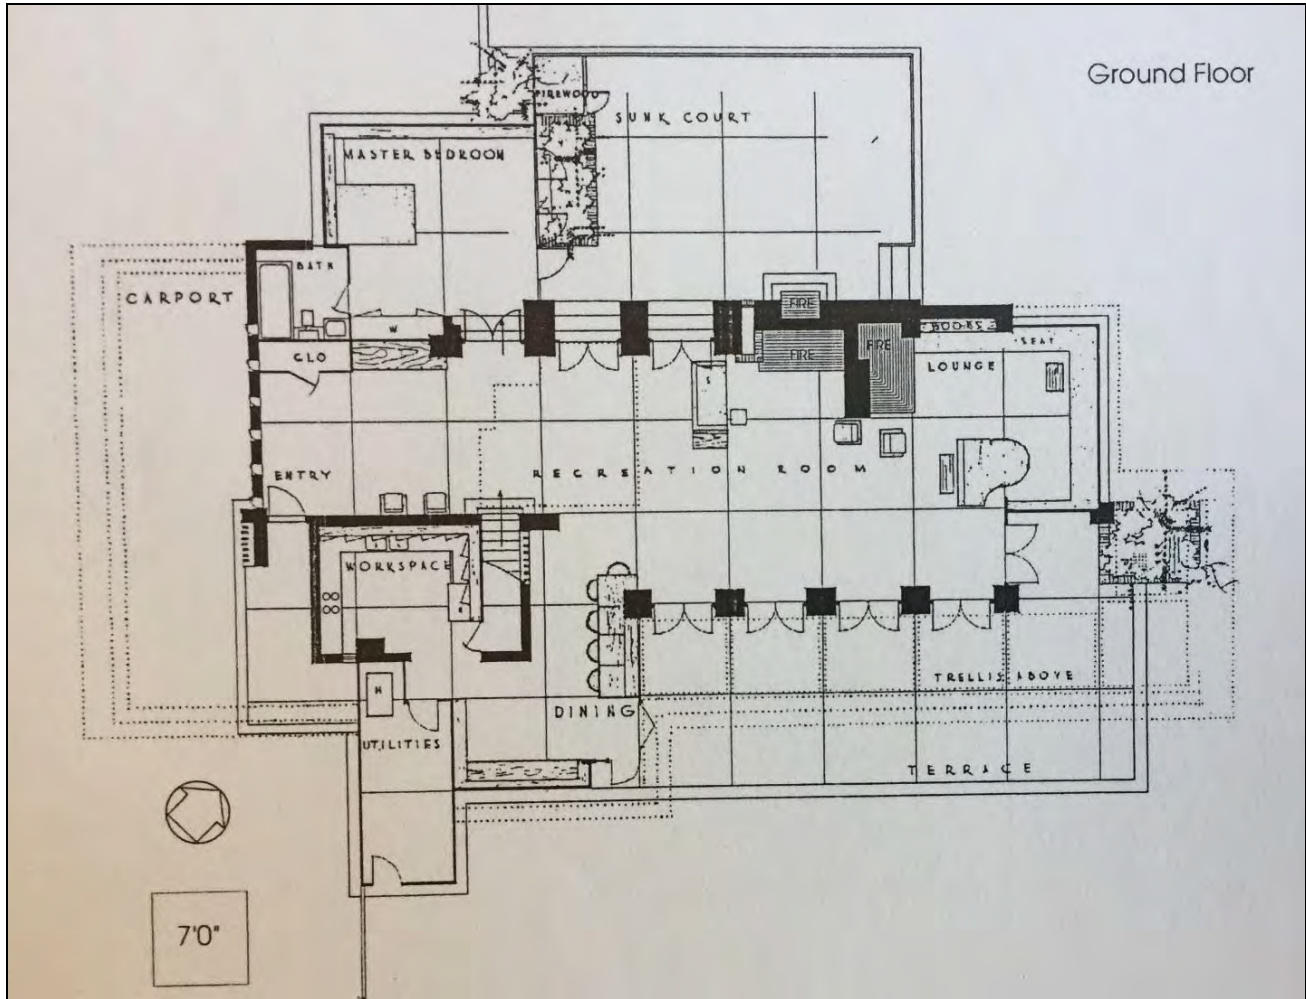 Ground Floor
FIREWOOD
SUNK COURT
MASTER BEDROOM
BATH
CARPORT
FIRE
W
BOOKS
SEAT
CLO
FIRE
FIRE
LOUNGE
S
ENTRY
RECREATION ROOM
WORKSPACE
R
TRELLIS ABOVE
H
DINING
UTILITIES
TERRACE
7'0"